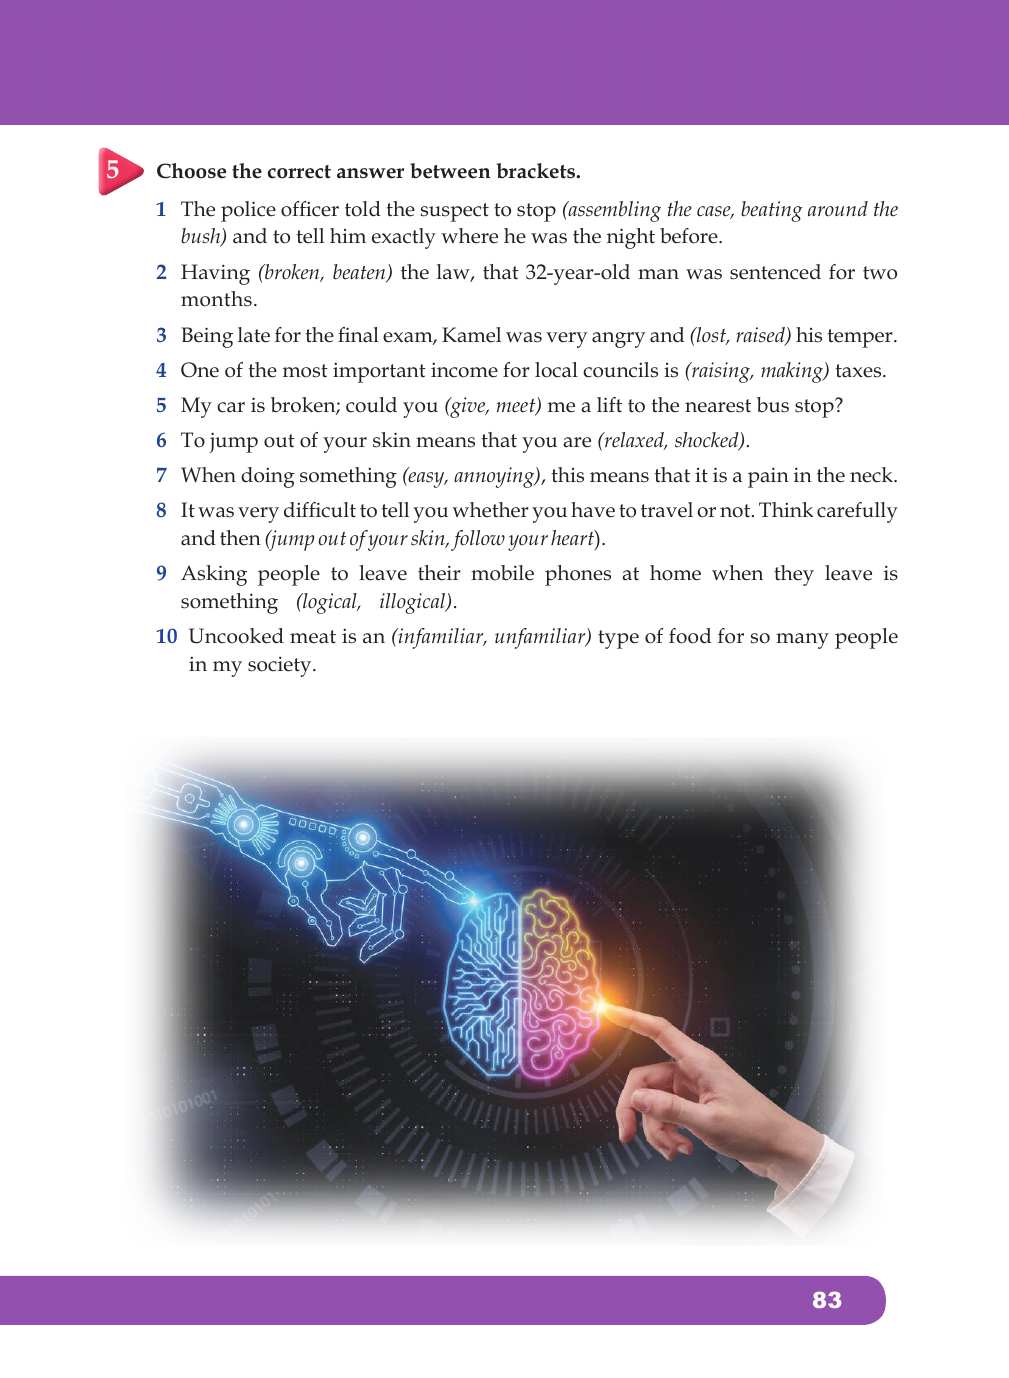 5 Choose the correct answer between brackets.
1 The police officer told the suspect to stop (assembling the case, beating around the
bush) and to tell him exactly where he was the night before.
2 Having (broken, beaten) the law, that 32-year-old man was sentenced for two
months.
3 Being late for the final exam, Kamel was very angry and (lost, raised) his temper.
4 One of the most important income for local councils is (raising, making) taxes.
5 My car is broken; could you (give, meet) me a lift to the nearest bus stop?
6 To jump out of your skin means that you are (relaxed, shocked).
7 When doing something (easy, annoying), this means that it is a pain in the neck.
8 It was very difficult to tell you whether you have to travel or not. Think carefully
and then (jump out of your skin, follow your heart).
9 Asking people to leave their mobile phones at home when they leave is
something (logical, illogical).
10 Uncooked meat is an (infamiliar, unfamiliar) type of food for so many people
in my society.
83